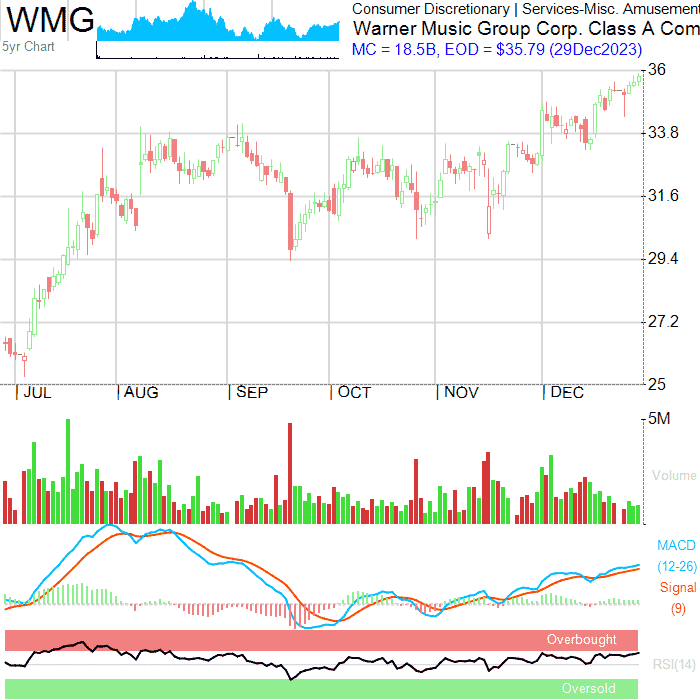 WMG
5yr Chart
Consumer Discretionary | Services-Misc. Amusement
Warner Music Group Corp. Class A Com
MC = 18.5B, EOD = $35.79 (29Dec2023)
36
33.8
31.6
29.4
27.2
25
JUL AUG SEP OCT NOV DEC
5M
Volume
MACD
(12-26)
Signal
(9)
Overbought
RSI(14)
Oversold